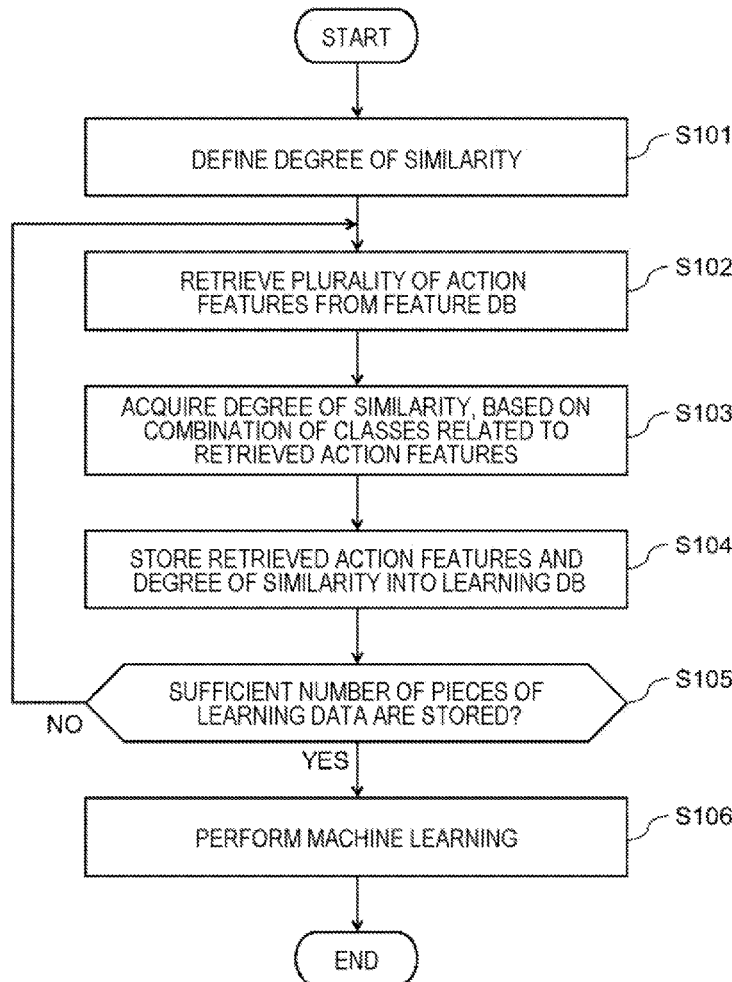 START
DEFINE DEGREE OF SIMILARITY
S101
RETRIEVE PLURALITY OF ACTION
FEATURES FROM FEATURE DB
S102
ACQUIRE DEGREE OF SIMILARITY, BASED ON
COMBINATION OF CLASSES RELATED TO
RETRIEVED ACTION FEATURES
S103
STORE RETRIEVED ACTION FEATURES AND
DEGREE OF SIMILARITY INTO LEARNING DB
S104
SUFFICIENT NUMBER OF PIECES OF
LEARNING DATA ARE STORED?
S105
NO
YES
PERFORM MACHINE LEARNING
S106
END